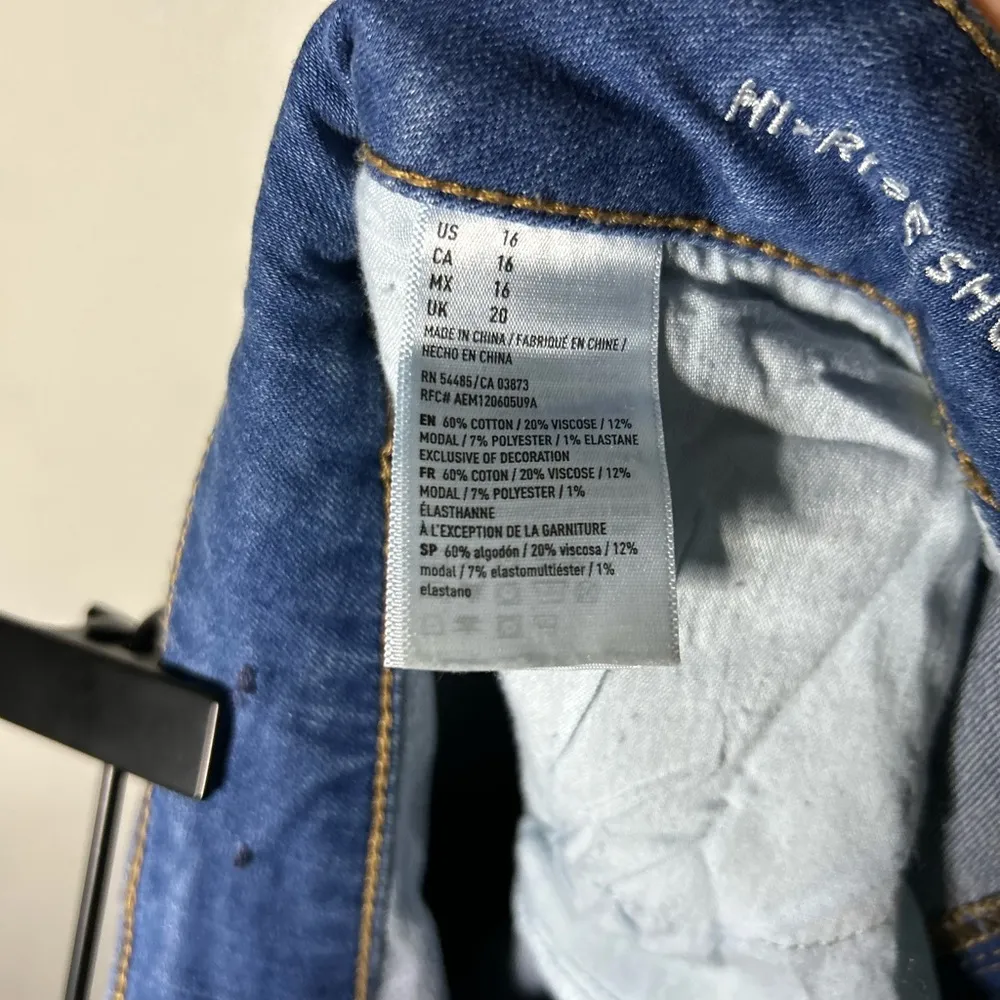 HI-RISE SHO
US 16
CA 16
MX 16
UK 20
MADE IN CHINA / FABRIQUÉ EN CHINE /
HECHO EN CHINA
RN 54485/CA 03873
RFC# AEM120605U9A
EN 60% COTTON / 20% VISCOSE / 12%
MODAL / 7% POLYESTER / 1% ELASTANE
EXCLUSIVE OF DECORATION
FR 60% COTON / 20% VISCOSE / 12%
MODAL / 7% POLYESTER / 1%
ÉLASTHANNE
À L'EXCEPTION DE LA GARNITURE
SP 60% algodón / 20% viscosa / 12%
modal / 7% elastomultiéster / 1%
elastano